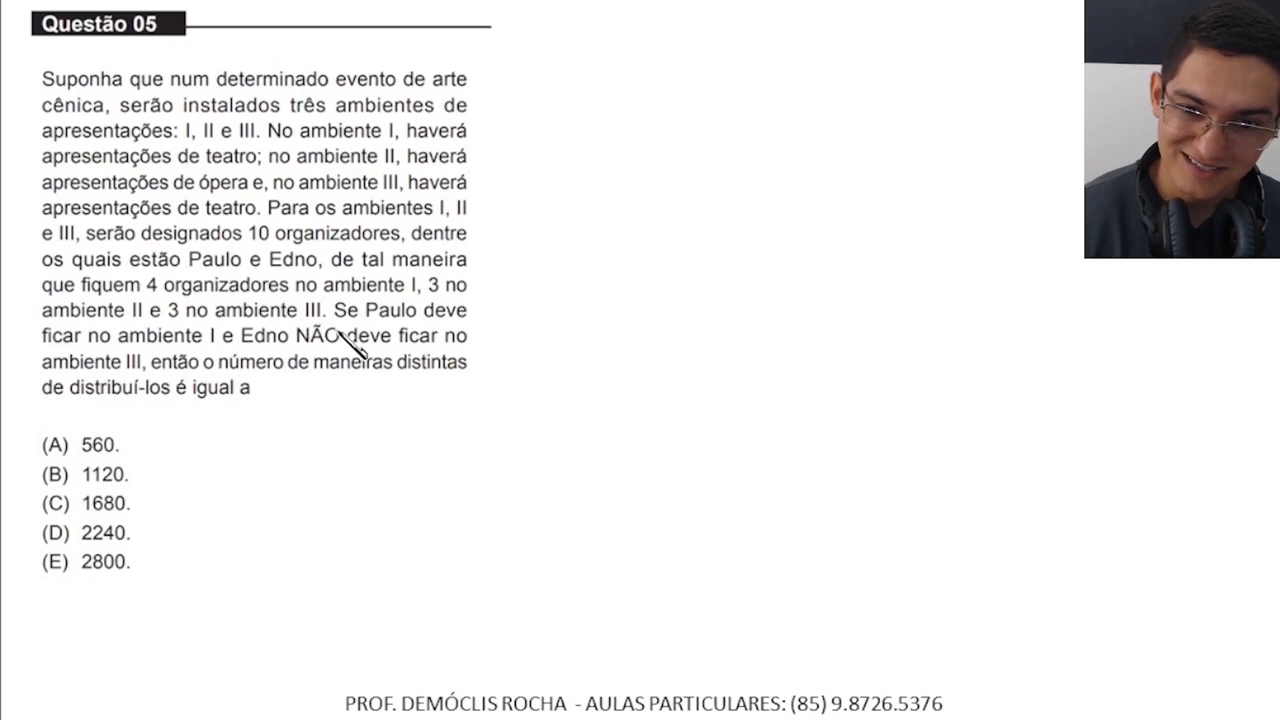 Questão 05
Suponha que num determinado evento de arte
cênica, serão instalados três ambientes de
apresentações: I, II e III. No ambiente I, haverá
apresentações de teatro; no ambiente II, haverá
apresentações de ópera e, no ambiente III, haverá
apresentações de teatro. Para os ambientes I, II
e III, serão designados 10 organizadores, dentre
os quais estão Paulo e Edno, de tal maneira
que fiquem 4 organizadores no ambiente I, 3 no
ambiente II e 3 no ambiente III. Se Paulo deve
ficar no ambiente I e Edno NÃO deve ficar no
ambiente III, então o número de maneiras distintas
de distribuí-los é igual a
(A) 560.
(B) 1120.
(C) 1680.
(D) 2240.
(E) 2800.
PROF. DEMÓCLIS ROCHA - AULAS PARTICULARES: (85) 9.8726.5376